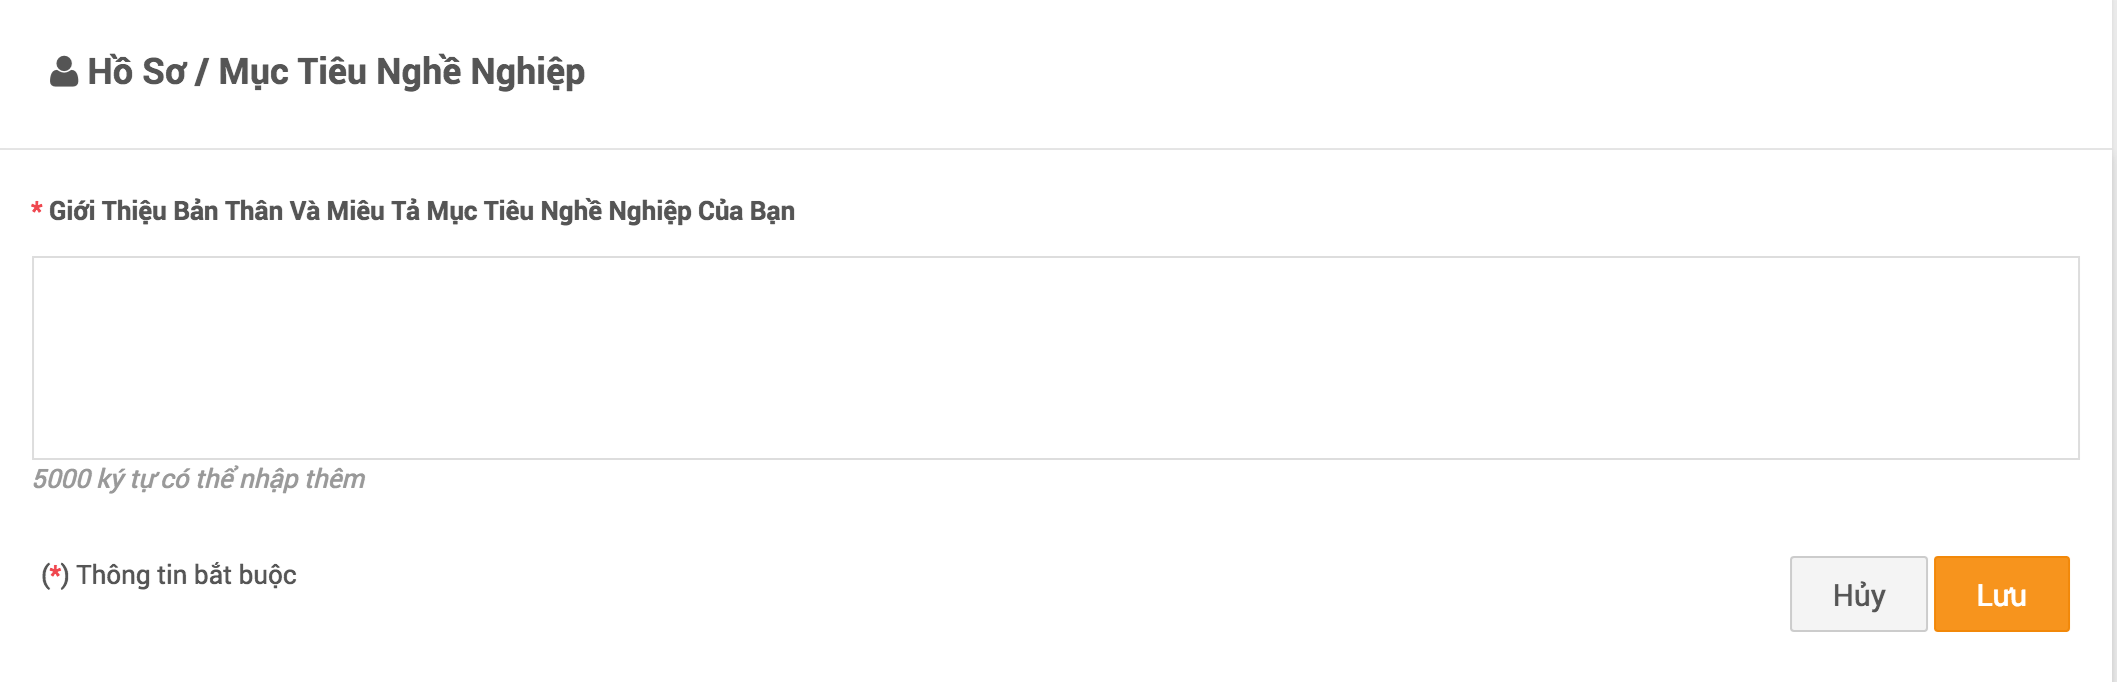 Hồ Sơ / Mục Tiêu Nghề Nghiệp
* Giới Thiệu Bản Thân Và Miêu Tả Mục Tiêu Nghề Nghiệp Của Bạn
5000 ký tự có thể nhập thêm
(*) Thông tin bắt buộc
Hủy
Lưu